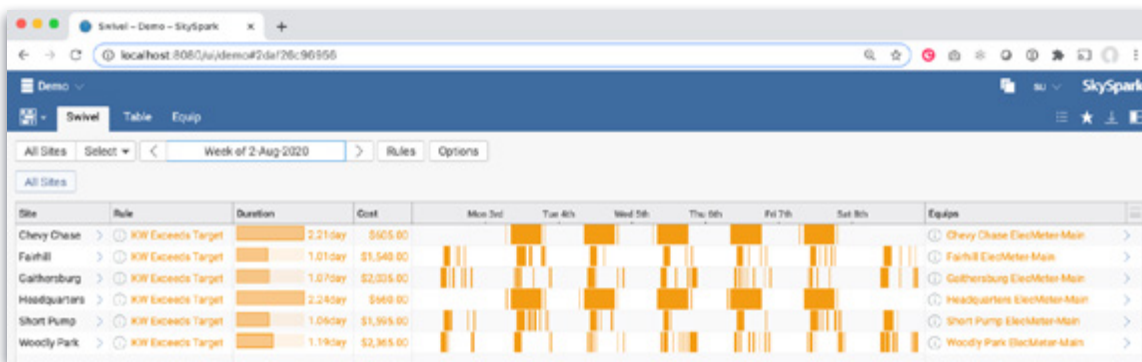 Swivel – Demo – SkySpark × +
localhost:8080/ui/demo#2daf26c96956
Demo su SkySpark
Swivel Table Equip
All Sites Select < Week of 2-Aug-2020 > Rules Options
All Sites
Site Rule Duration Cost Mon 3rd Tue 4th Wed 5th Thu 6th Fri 7th Sat 8th Equips
Chevy Chase KW Exceeds Target 2.21day $605.00 Chevy Chase ElecMeter-Main
Fairhill KW Exceeds Target 1.01day $1,540.00 Fairhill ElecMeter-Main
Gaithersburg KW Exceeds Target 1.07day $2,035.00 Gaithersburg ElecMeter-Main
Headquarters KW Exceeds Target 2.24day $660.00 Headquarters ElecMeter-Main
Short Pump KW Exceeds Target 1.06day $1,595.00 Short Pump ElecMeter-Main
Woodly Park KW Exceeds Target 1.19day $2,365.00 Woodly Park ElecMeter-Main